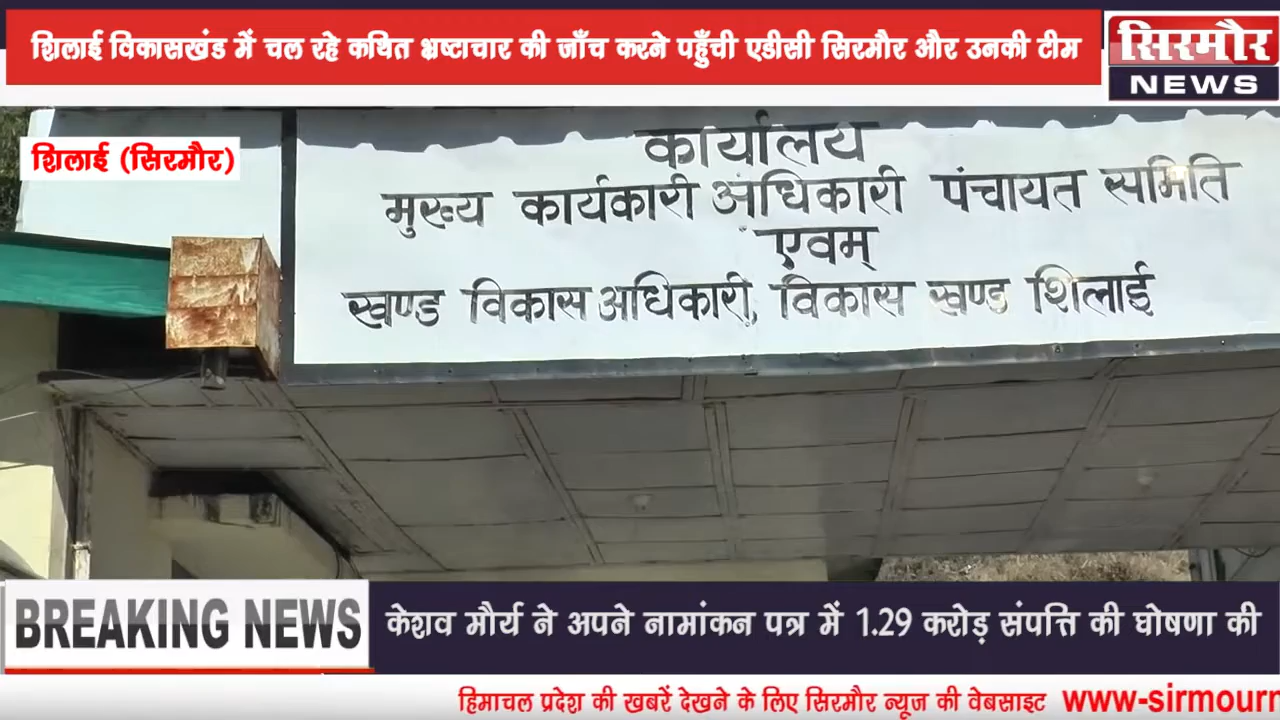 शिलाई विकासखंड में चल रहे कथित भ्रष्टाचार की जाँच करने पहुँची एडीसी सिरमौर और उनकी टीम
सिरमौर
NEWS
शिलाई (सिरमौर)
कार्यालय
मुख्य कार्यकारी अधिकारी पंचायत समिति
एवम्
खण्ड विकास अधिकारी, विकास खण्ड शिलाई
BREAKING NEWS
केशव मौर्य ने अपने नामांकन पत्र में 1.29 करोड़ संपत्ति की घोषणा की
हिमाचल प्रदेश की खबरें देखने के लिए सिरमौर न्यूज की वेबसाइट www-sirmourn